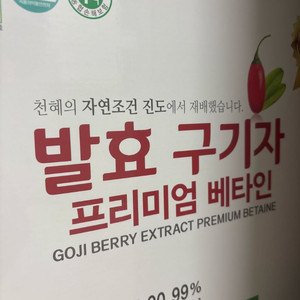 천혜의 자연조건 진도에서 재배했습니다.
발효 구기자
프리미엄 베타인
GOJI BERRY EXTRACT PREMIUM BETAINE
99%